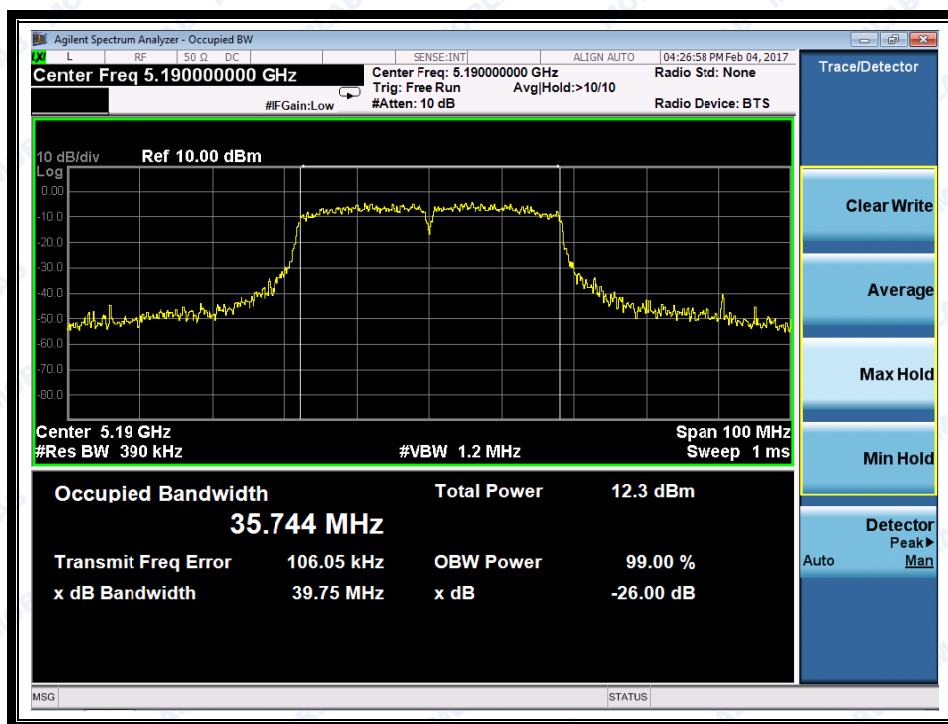 Agilent Spectrum Analyzer - Occupied BW
LXI L RF 50 Ω DC SENSE:INT ALIGN AUTO 04:26:58 PM Feb 04, 2017
Center Freq 5.190000000 GHz
Center Freq: 5.190000000 GHz
Radio Std: None
Trig: Free Run Avg|Hold:>10/10
#IFGain:Low
#Atten: 10 dB
Radio Device: BTS
10 dB/div Ref 10.00 dBm
Log
0.00
-10.0
-20.0
-30.0
-40.0
-50.0
-60.0
-70.0
-80.0
Center 5.19 GHz
Span 100 MHz
#Res BW 390 kHz
#VBW 1.2 MHz
Sweep 1 ms
Occupied Bandwidth
Total Power 12.3 dBm
35.744 MHz
Transmit Freq Error 106.05 kHz
OBW Power 99.00 %
x dB Bandwidth 39.75 MHz
x dB -26.00 dB
MSG
STATUS
Trace/Detector
Clear Write
Average
Max Hold
Min Hold
Detector
Peak▶
Auto Man